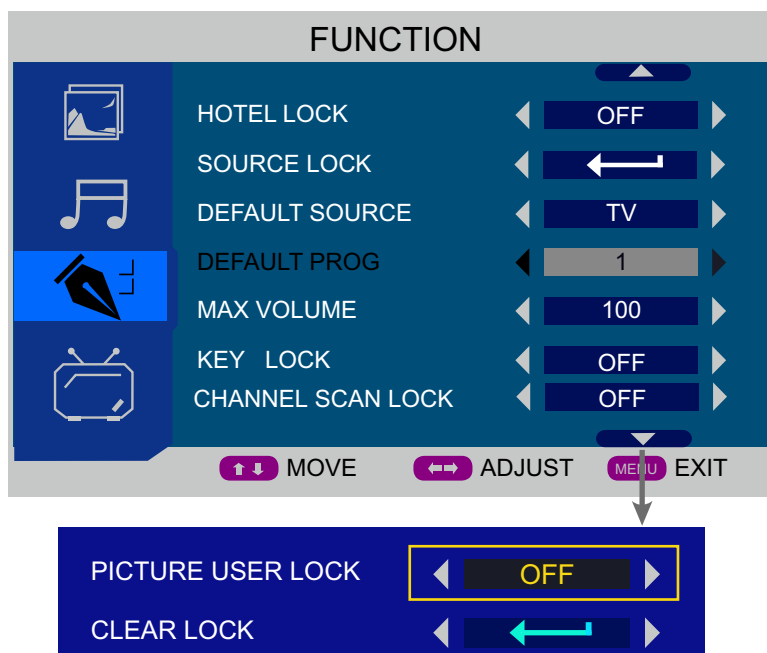 FUNCTION
HOTEL LOCK OFF
SOURCE LOCK
DEFAULT SOURCE TV
DEFAULT PROG 1
MAX VOLUME 100
KEY LOCK OFF
CHANNEL SCAN LOCK OFF
MOVE ADJUST MENU EXIT
PICTURE USER LOCK OFF
CLEAR LOCK